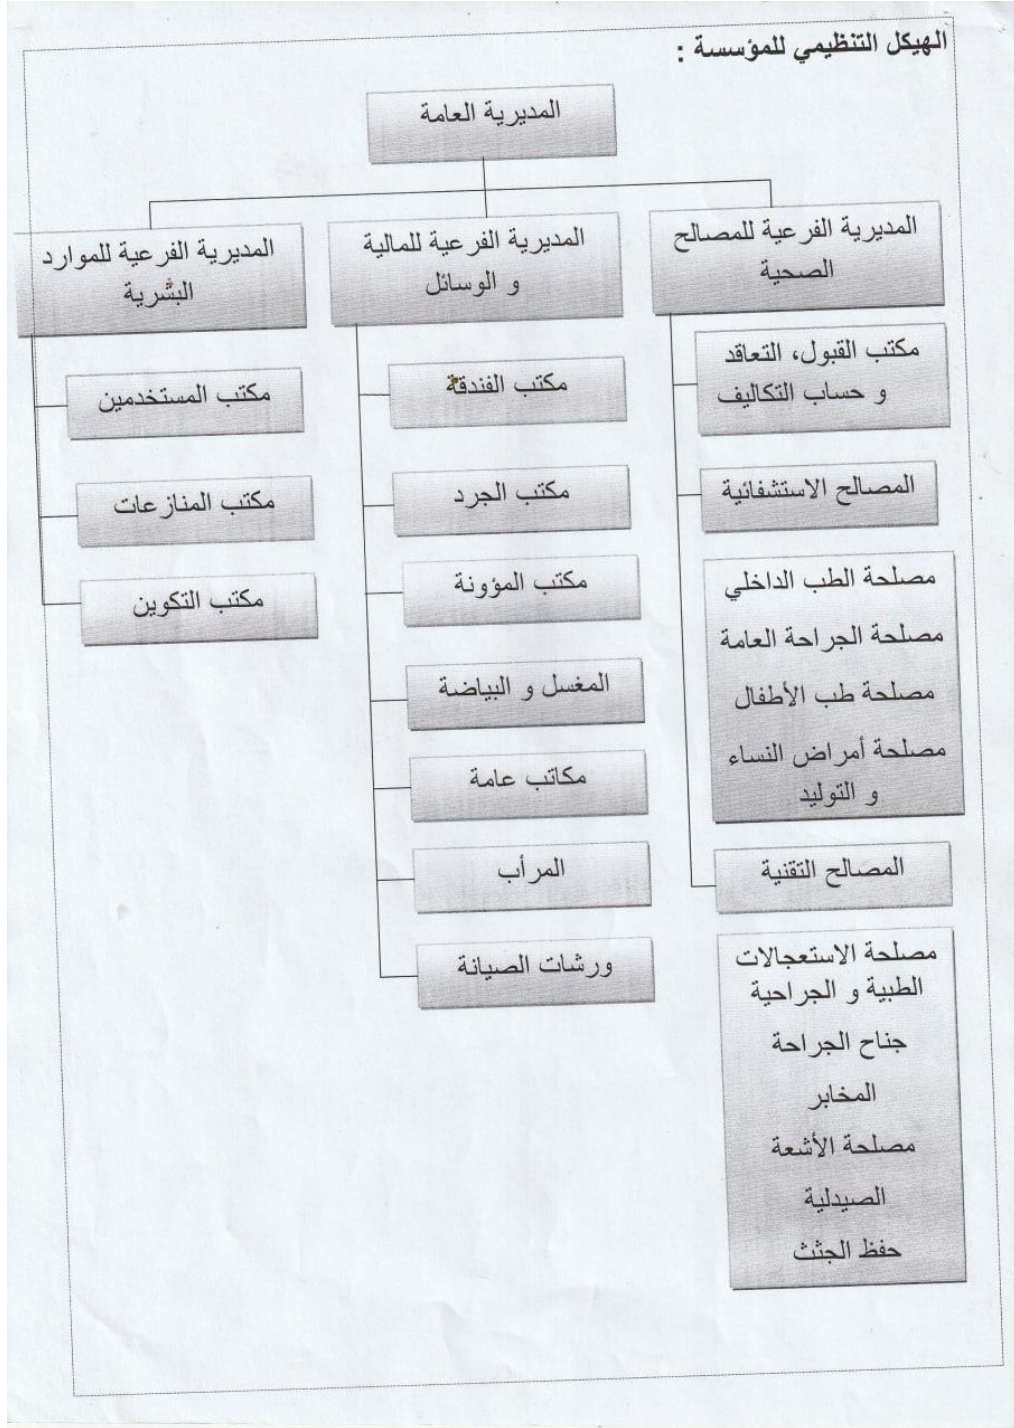 الهيكل التنظيمي للمؤسسة :
المديرية العامة
المديرية الفرعية للمصالح
الصحية
مكتب القبول، التعاقد
و حساب التكاليف
المصالح الاستشفائية
مصلحة الطب الداخلي
مصلحة الجراحة العامة
مصلحة طب الأطفال
مصلحة أمراض النساء
و التوليد
المصالح التقنية
مصلحة الاستعجالات
الطبية و الجراحية
جناح الجراحة
المخابر
مصلحة الأشعة
الصيدلية
حفظ الجثث
المديرية الفرعية للمالية
و الوسائل
مكتب الفندقة
مكتب الجرد
مكتب المؤونة
المغسل و البياضة
مكاتب عامة
المرأب
ورشات الصيانة
المديرية الفرعية للموارد
البشرية
مكتب المستخدمين
مكتب المنازعات
مكتب التكوين